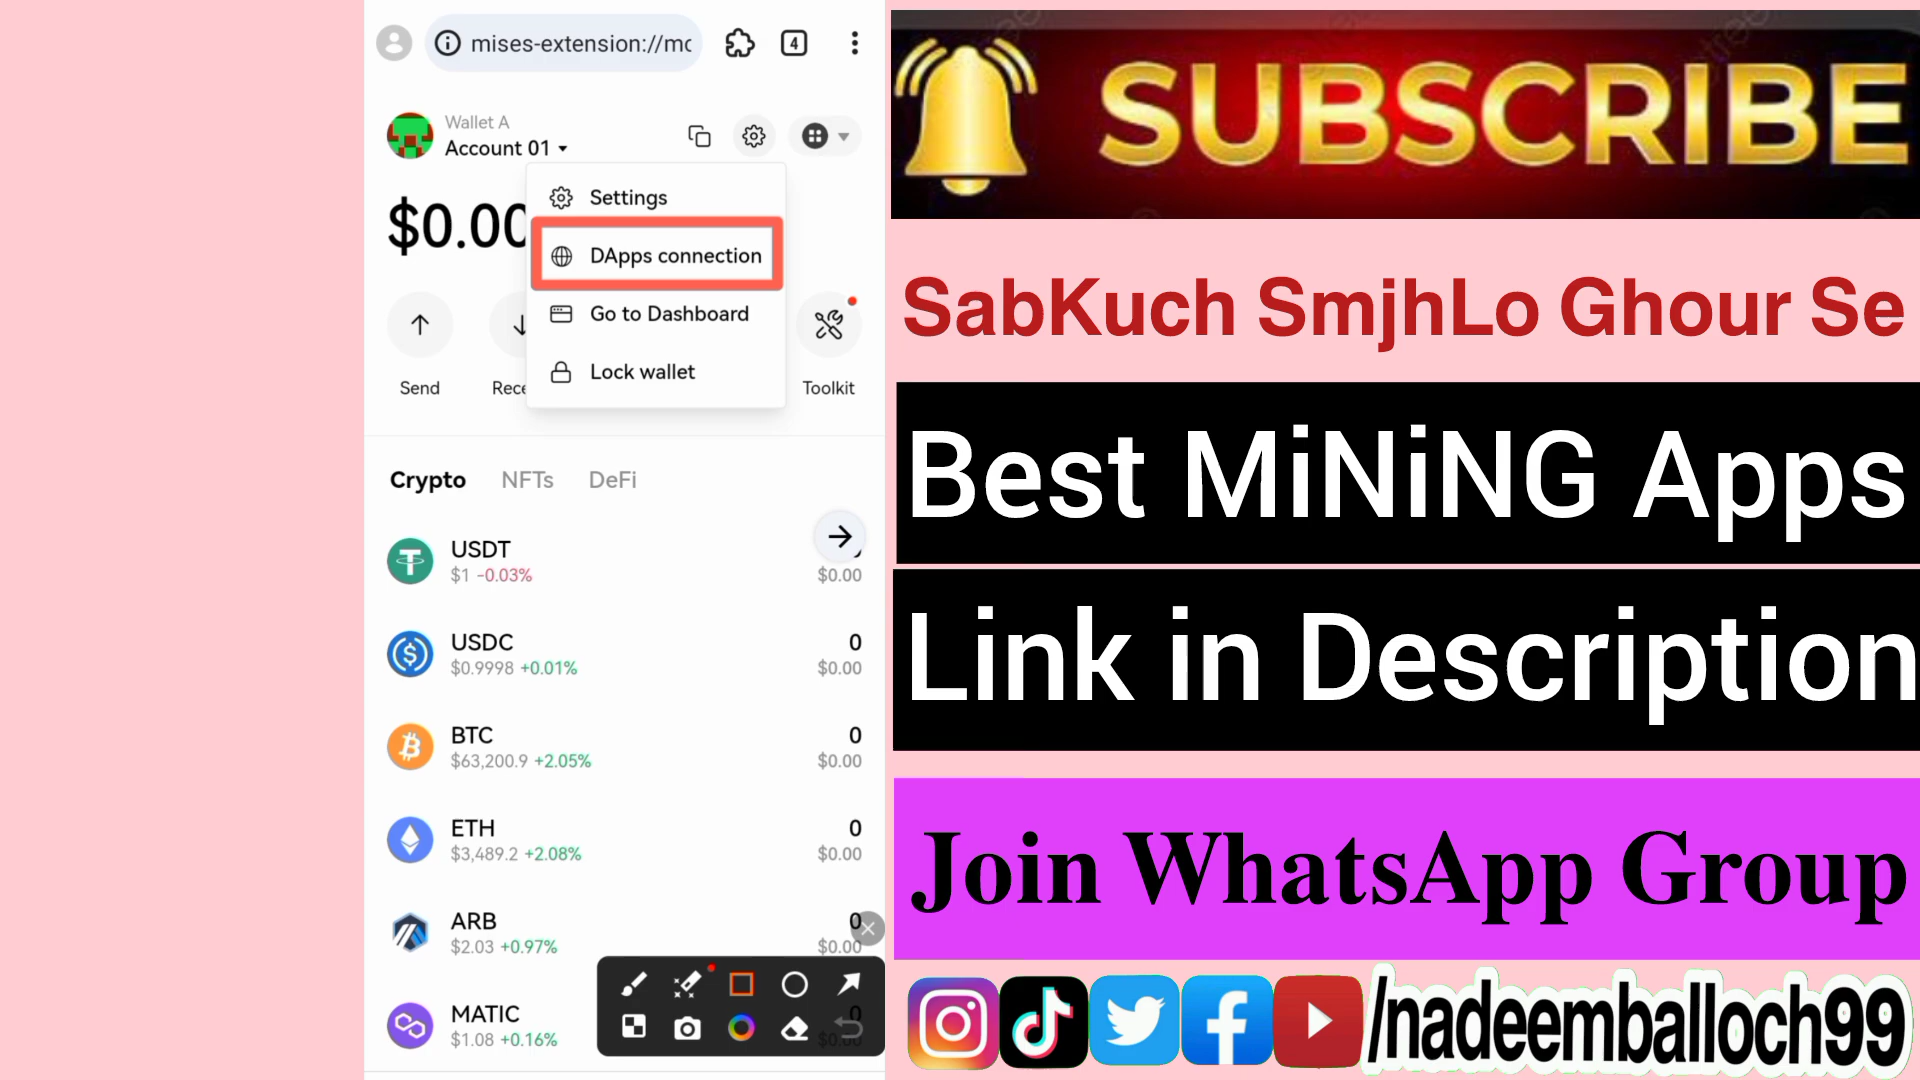 mises-extension://mc
4
Wallet A
Account 01
$0.00
Settings
DApps connection
Go to Dashboard
Lock wallet
Send
Rece
Toolkit
Crypto NFTs DeFi
USDT
$1 -0.03%
$0.00
USDC
0
$0.9998 +0.01%
$0.00
BTC
0
$63,200.9 +2.05%
$0.00
ETH
0
$3,489.2 +2.08%
$0.00
ARB
0
$2.03 +0.97%
$0.00
MATIC
0
$1.08 +0.16%
$0.00
SUBSCRIBE
SabKuch SmjhLo Ghour Se
Best MiNiNG Apps
Link in Description
Join WhatsApp Group
/nadeemballoch99